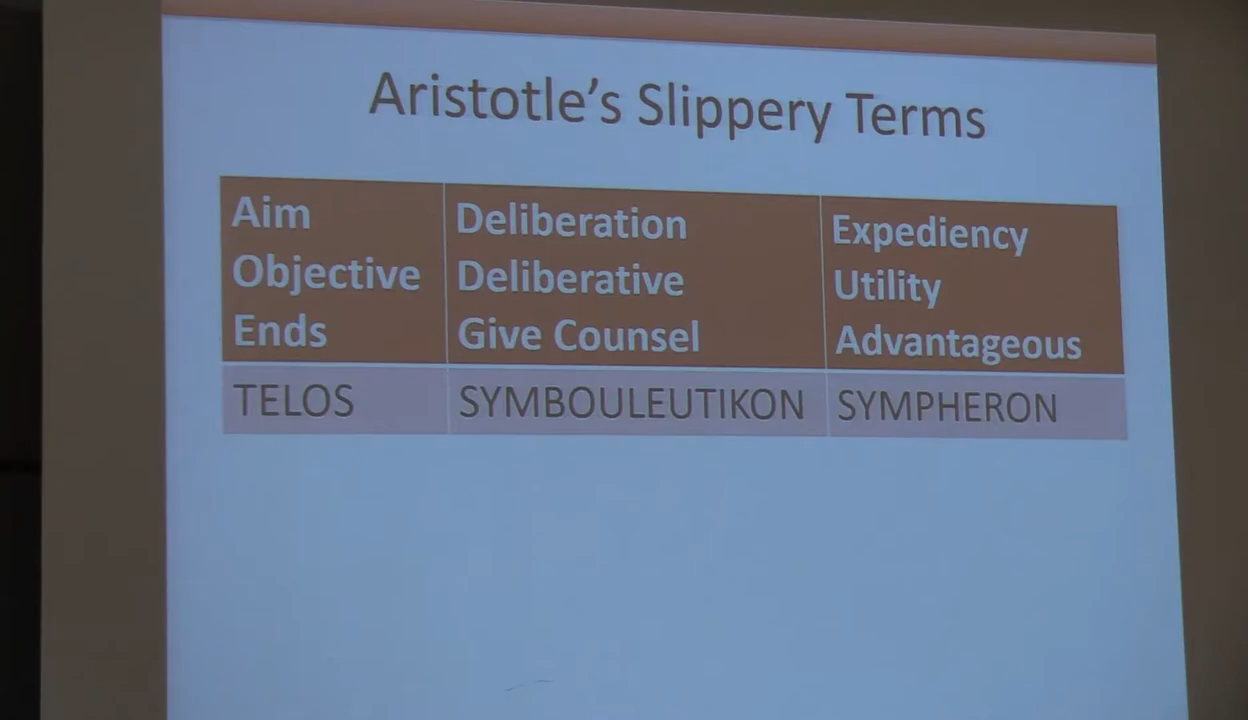 Aristotle’s Slippery Terms
Aim
Objective
Ends
Deliberation
Deliberative
Give Counsel
Expediency
Utility
Advantageous
TELOS
SYMBOULEUTIKON
SYMPHERON